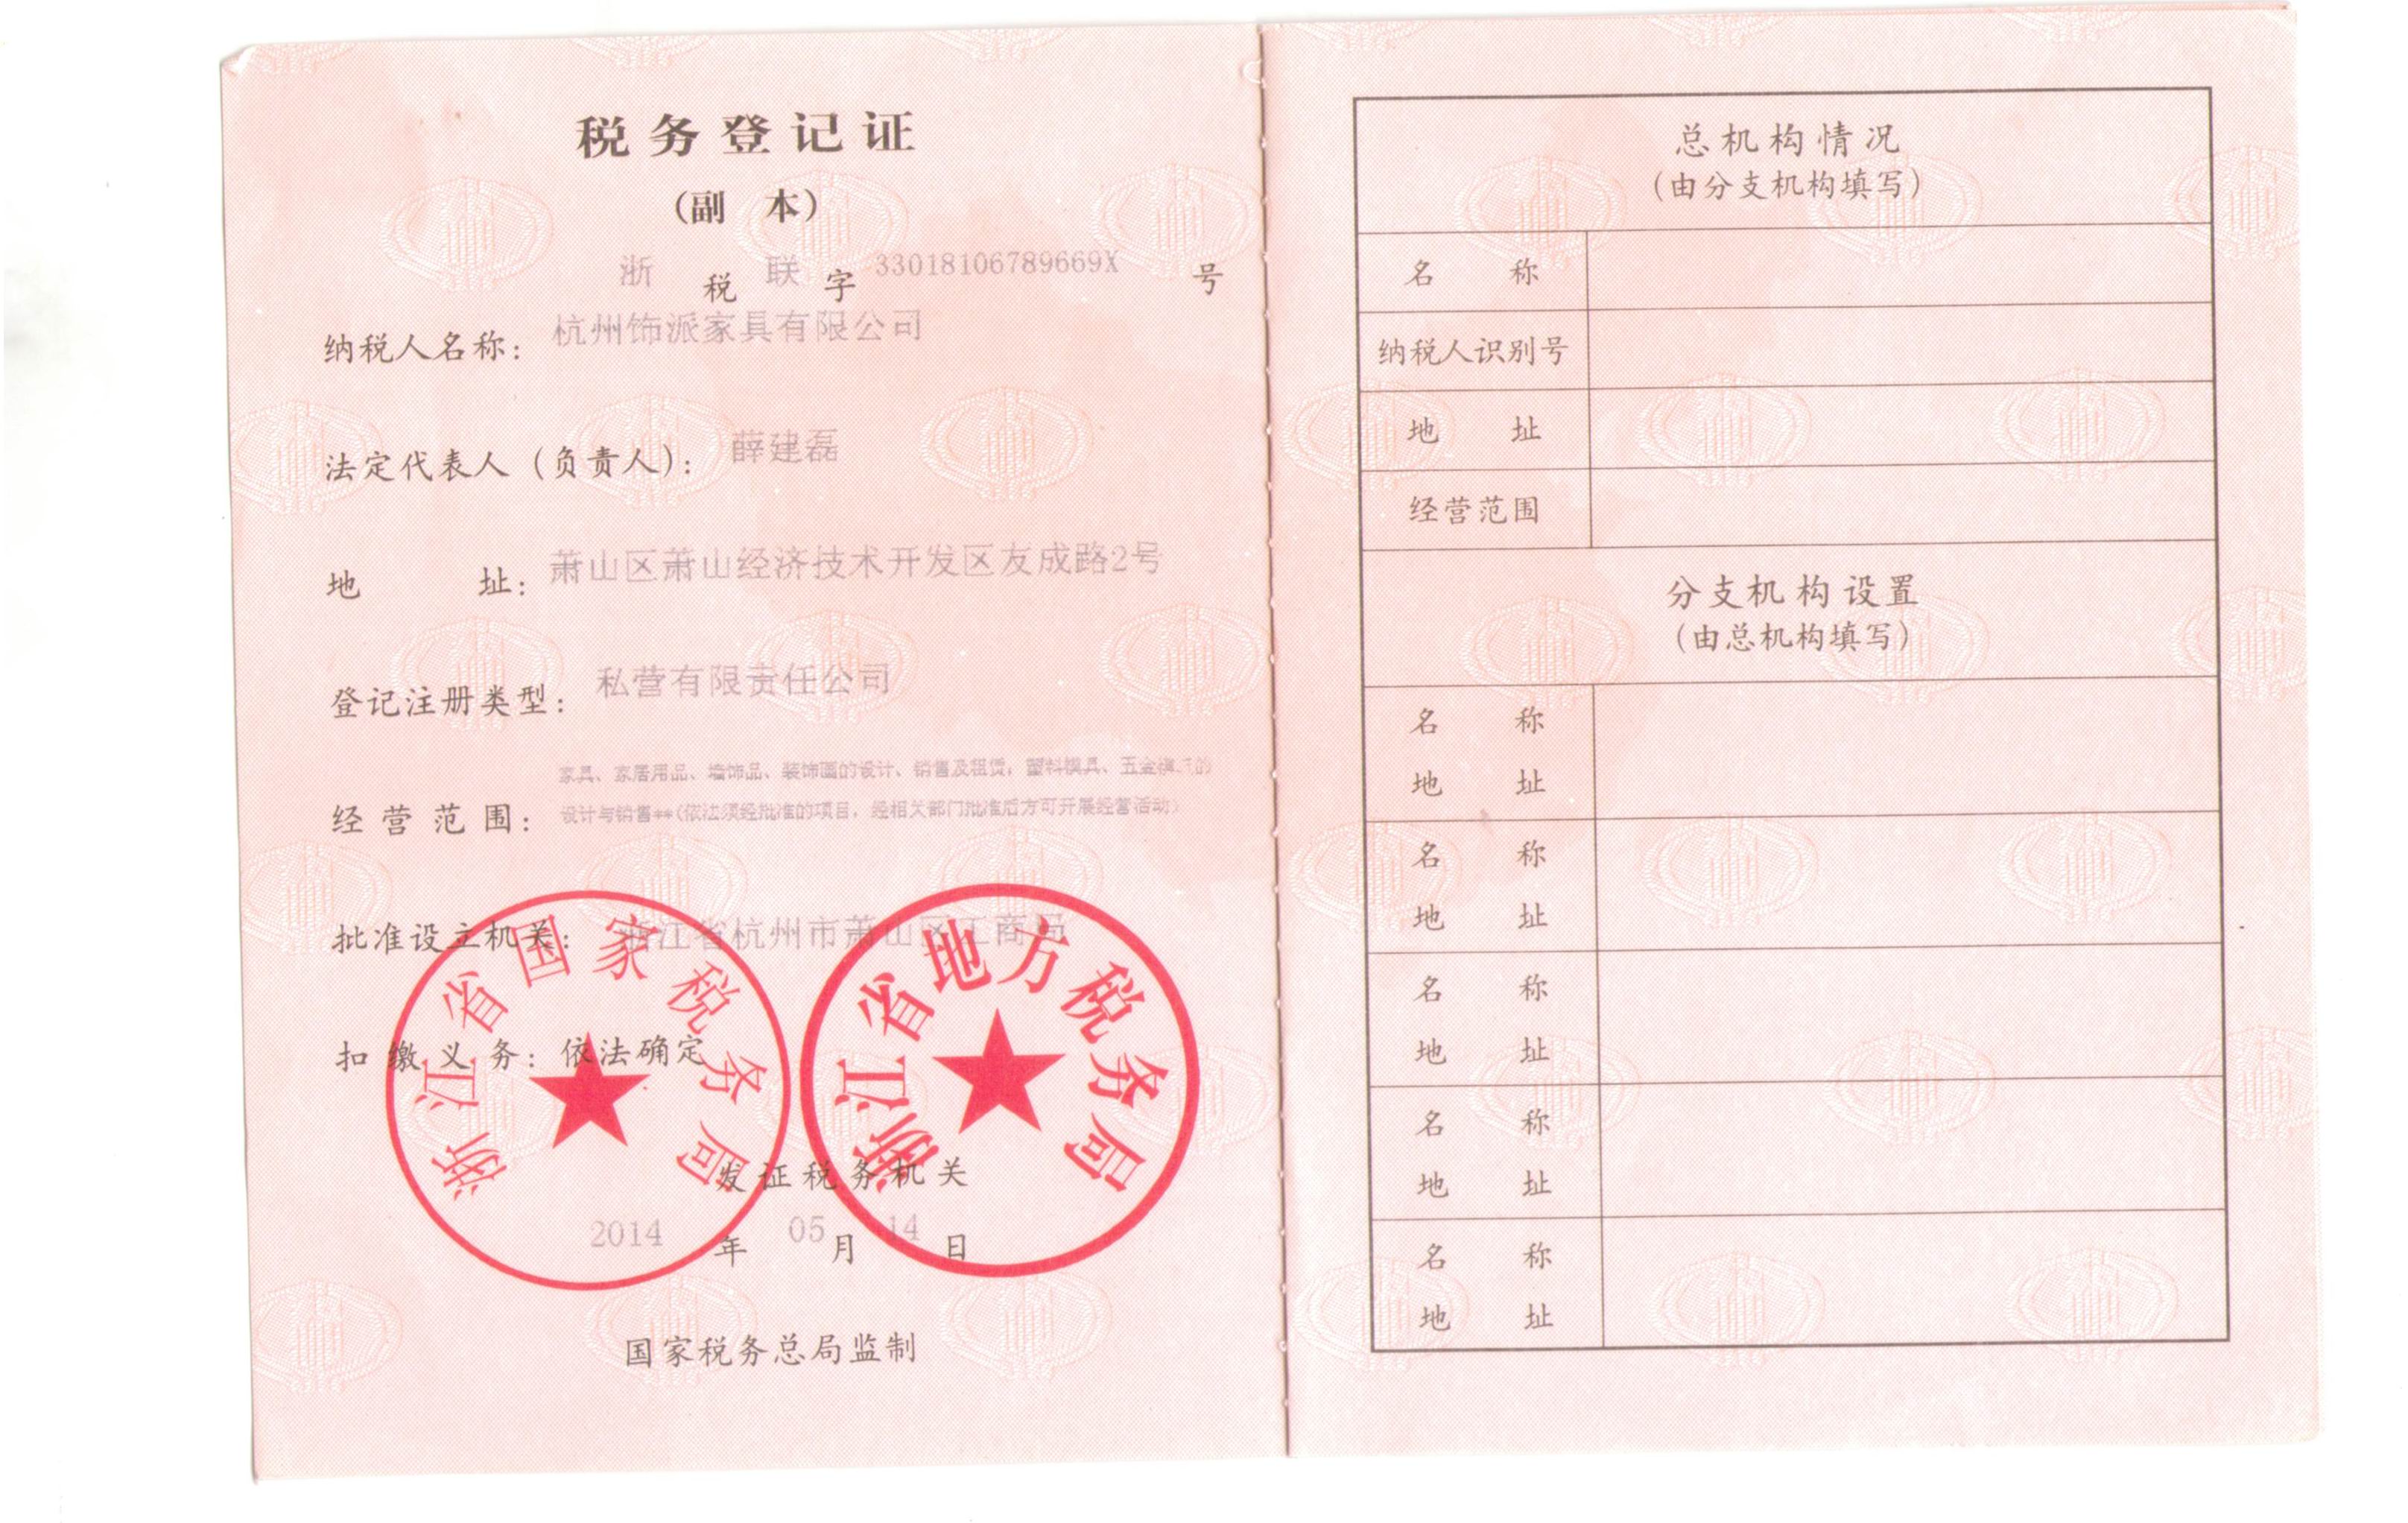 税务登记证
(副 本)
浙 税 联 字 33018106789669X 号
纳税人名称: 杭州饰派家具有限公司
法定代表人(负责人): 薛建磊
地 址: 萧山区萧山经济技术开发区友成路2号
登记注册类型: 私营有限责任公司
经营范围: 家具、家居用品、墙饰品、装饰画的设计、销售及租赁；塑料模具、五金模具的
设计与销售**(依法须经批准的项目，经相关部门批准后方可开展经营活动)
批准设立机关: 浙江省杭州市萧山区工商局
扣缴义务: 依法确定
浙江省国家税务局
浙江省地方税务局
发证税务机关
2014 年 05 月 14 日
国家税务总局监制
总机构情况
(由分支机构填写)
名 称
纳税人识别号
地 址
经营范围
分支机构设置
(由总机构填写)
名 称
地 址
名 称
地 址
名 称
地 址
名 称
地 址
名 称
地 址